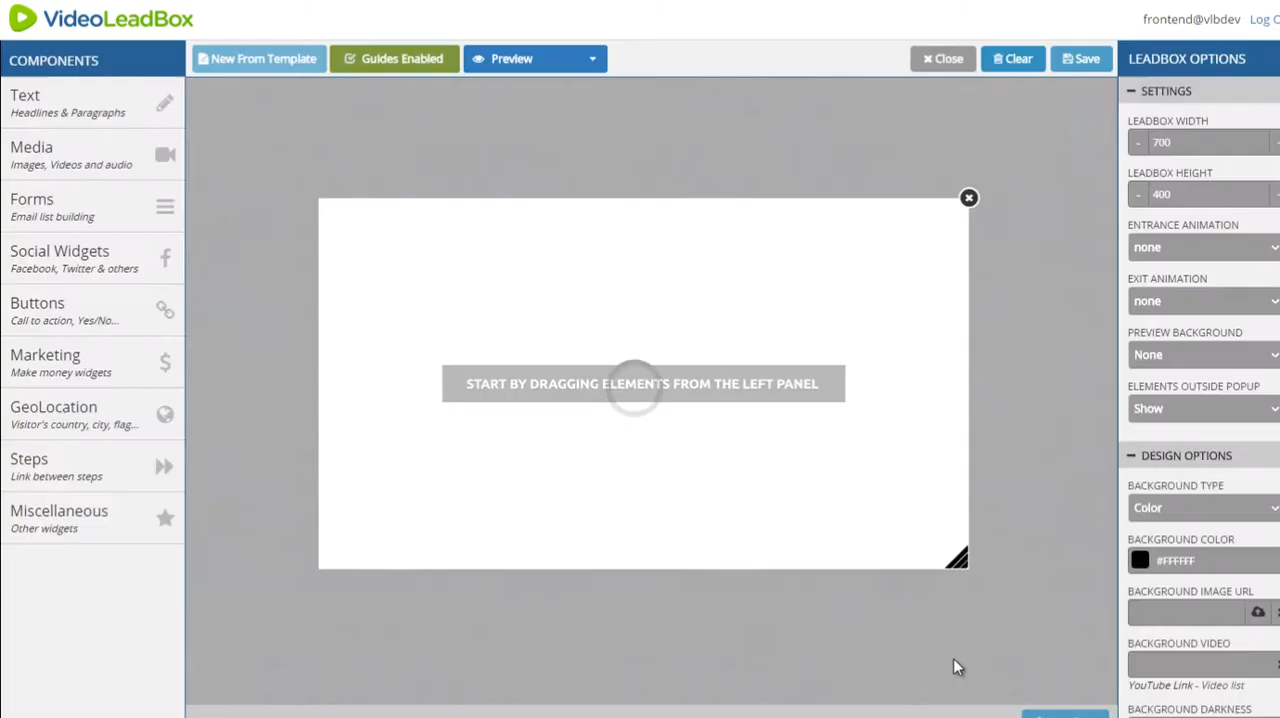 VideoLeadBox
frontend@vlbdev Log
COMPONENTS
New From Template
Guides Enabled
Preview
Close
Clear
Save
LEADBOX OPTIONS
Text
Headlines & Paragraphs
Media
Images, Videos and audio
Forms
Email list building
Social Widgets
Facebook, Twitter & others
Buttons
Call to action, Yes/No...
Marketing
Make money widgets
GeoLocation
Visitor's country, city, flag...
Steps
Link between steps
Miscellaneous
Other widgets
START BY DRAGGING ELEMENTS FROM THE LEFT PANEL
SETTINGS
LEADBOX WIDTH
- 700
LEADBOX HEIGHT
- 400
ENTRANCE ANIMATION
none
EXIT ANIMATION
none
PREVIEW BACKGROUND
None
ELEMENTS OUTSIDE POPUP
Show
DESIGN OPTIONS
BACKGROUND TYPE
Color
BACKGROUND COLOR
#FFFFFF
BACKGROUND IMAGE URL
BACKGROUND VIDEO
YouTube Link - Video list
BACKGROUND DARKNESS